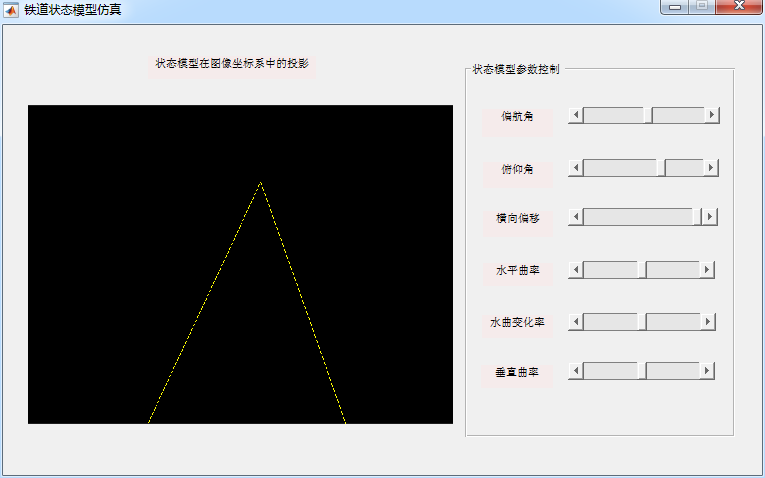 铁道状态模型仿真
状态模型在图像坐标系中的投影
状态模型参数控制
偏航角
俯仰角
横向偏移
水平曲率
水曲变化率
垂直曲率